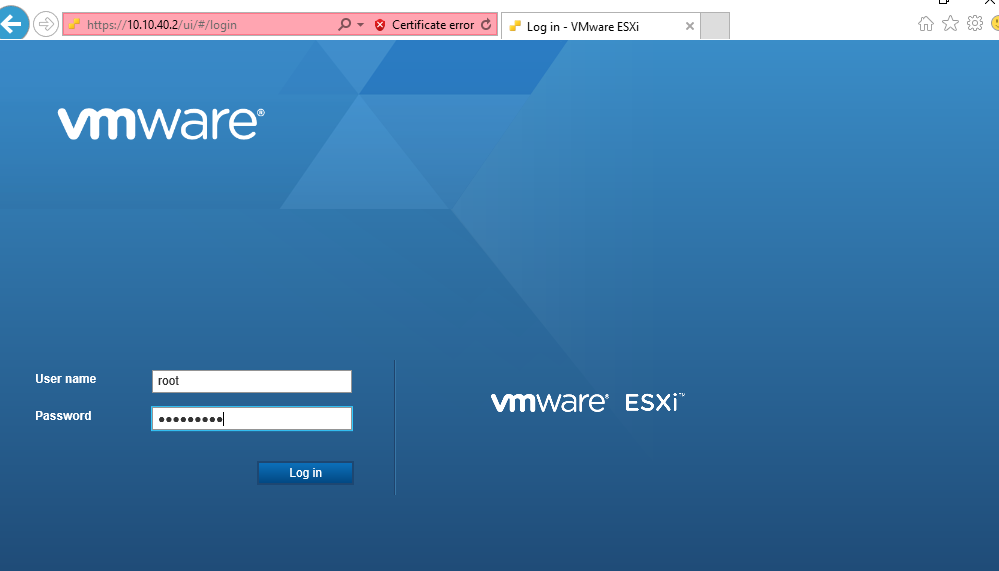 https://10.10.40.2/ui/#/login
Certificate error
Log in - VMware ESXi
vmware®
User name
root
Password
•••••••••
Log in
vmware® ESXi™